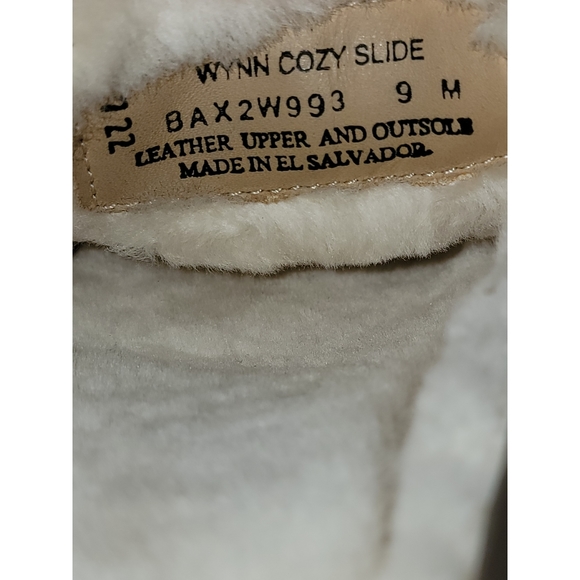 WYNN COZY SLIDE
BAX2W993 9 M
LEATHER UPPER AND OUTSOLE
MADE IN EL SALVADOR